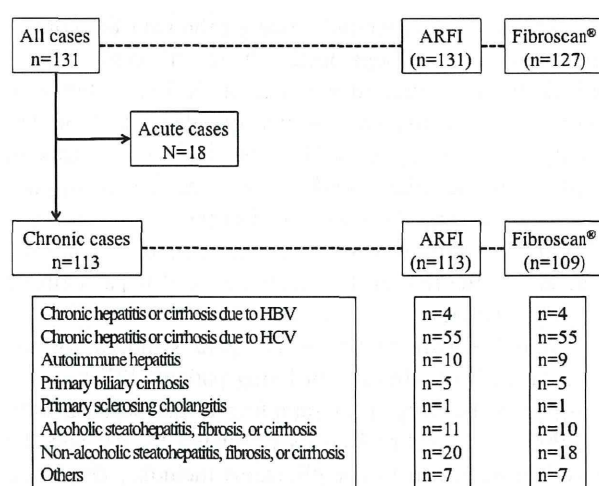 All cases
n=131
ARFI
(n=131)
Fibroscan®
(n=127)
Acute cases
N=18
Chronic cases
n=113
ARFI
(n=113)
Fibroscan®
(n=109)
Chronic hepatitis or cirrhosis due to HBV n=4 n=4
Chronic hepatitis or cirrhosis due to HCV n=55 n=55
Autoimmune hepatitis n=10 n=9
Primary biliary cirrhosis n=5 n=5
Primary sclerosing cholangitis n=1 n=1
Alcoholic steatohepatitis, fibrosis, or cirrhosis n=11 n=10
Non-alcoholic steatohepatitis, fibrosis, or cirrhosis n=20 n=18
Others n=7 n=7